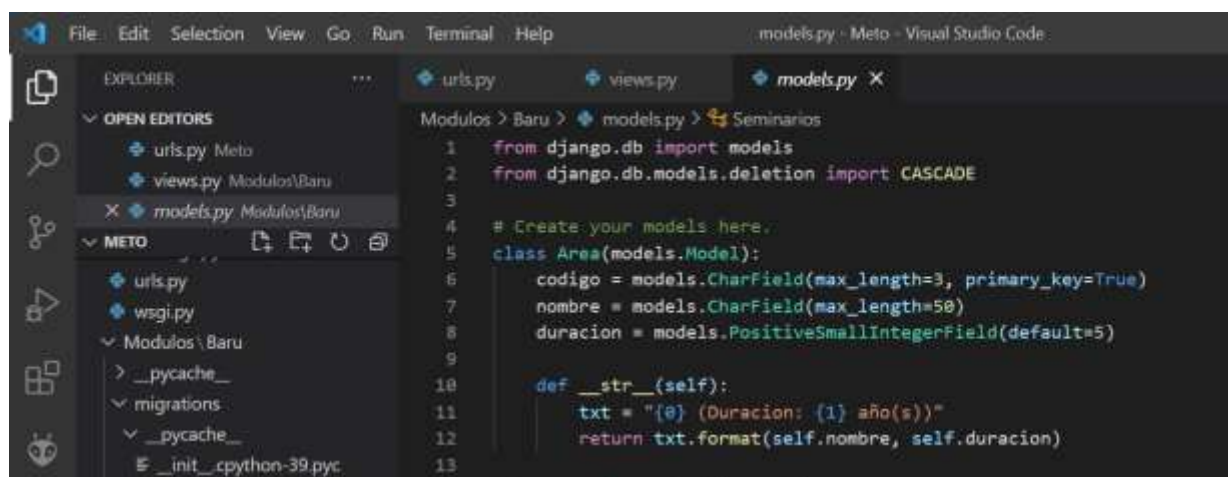 File Edit Selection View Go Run Terminal Help models.py - Meto - Visual Studio Code
EXPLORER
OPEN EDITORS
urls.py Meto
views.py Modulos\Baru
models.py Modulos\Baru
METO
urls.py
wsgi.py
Modulos \ Baru
__pycache__
migrations
__pycache__
__init__.cpython-39.pyc
urls.py views.py models.py
Modulos > Baru > models.py > Seminarios
1 from django.db import models
2 from django.db.models.deletion import CASCADE
3
4 # Create your models here.
5 class Area(models.Model):
6 codigo = models.CharField(max_length=3, primary_key=True)
7 nombre = models.CharField(max_length=50)
8 duracion = models.PositiveSmallIntegerField(default=5)
9
10 def __str__(self):
11 txt = "{0} (Duracion: {1} año(s))"
12 return txt.format(self.nombre, self.duracion)
13